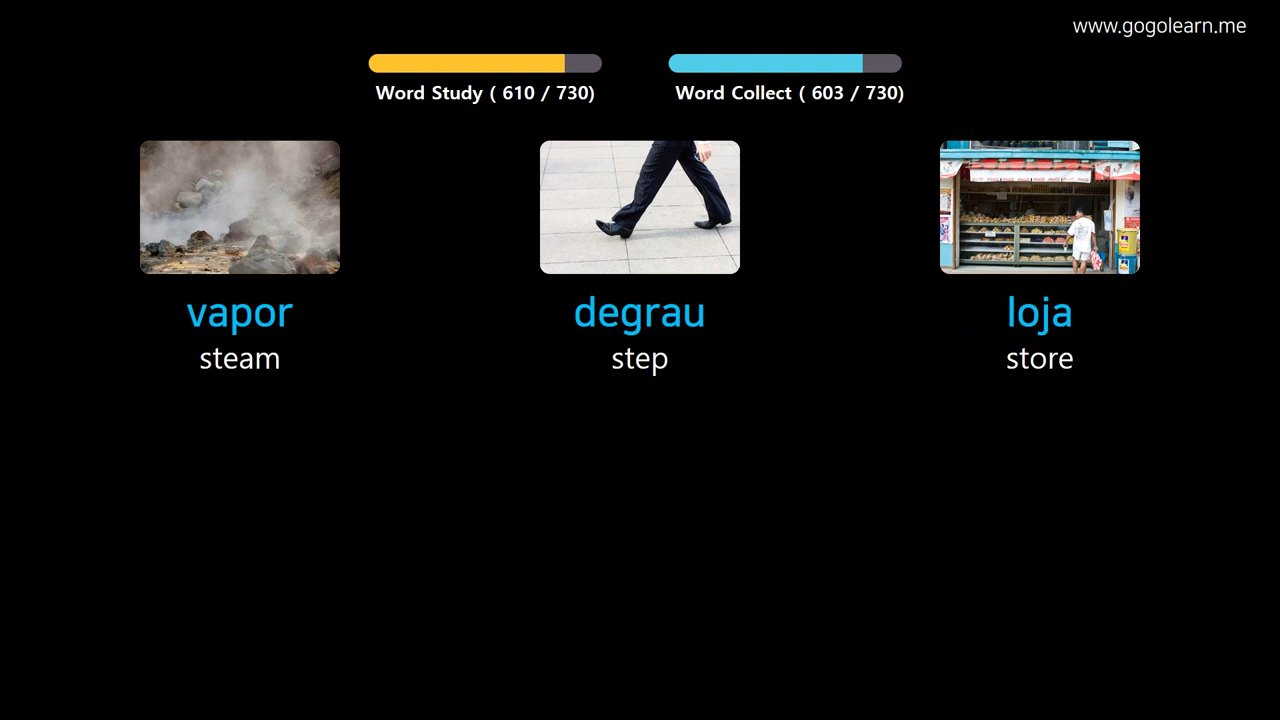 www.gogolearn.me
Word Study ( 610 / 730)
Word Collect ( 603 / 730)
vapor
degrau
loja
steam
step
store